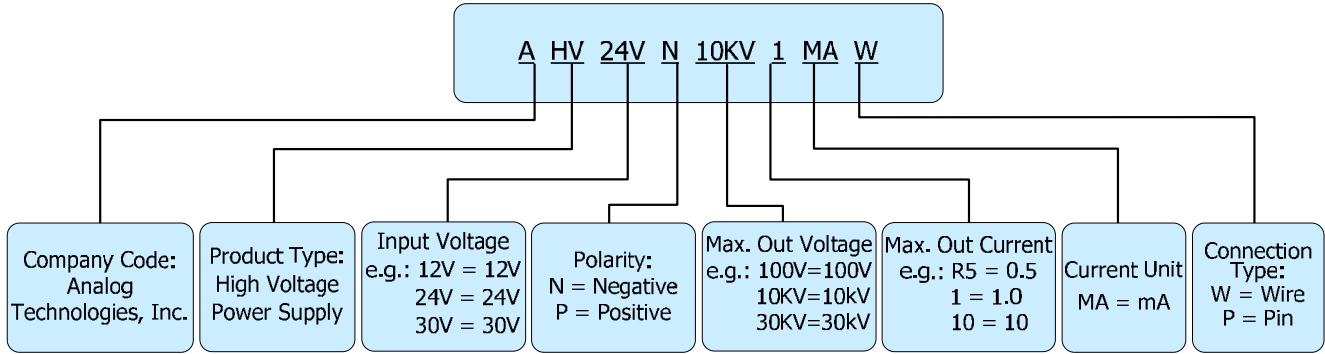 A HV 24V N 10KV 1 MA W
Company Code:
Analog
Technologies, Inc.
Product Type:
High Voltage
Power Supply
Input Voltage
e.g.: 12V = 12V
24V = 24V
30V = 30V
Polarity:
N = Negative
P = Positive
Max. Out Voltage
e.g.: 100V=100V
10KV=10kV
30KV=30kV
Max. Out Current
e.g.: R5 = 0.5
1 = 1.0
10 = 10
Current Unit
MA = mA
Connection
Type:
W = Wire
P = Pin